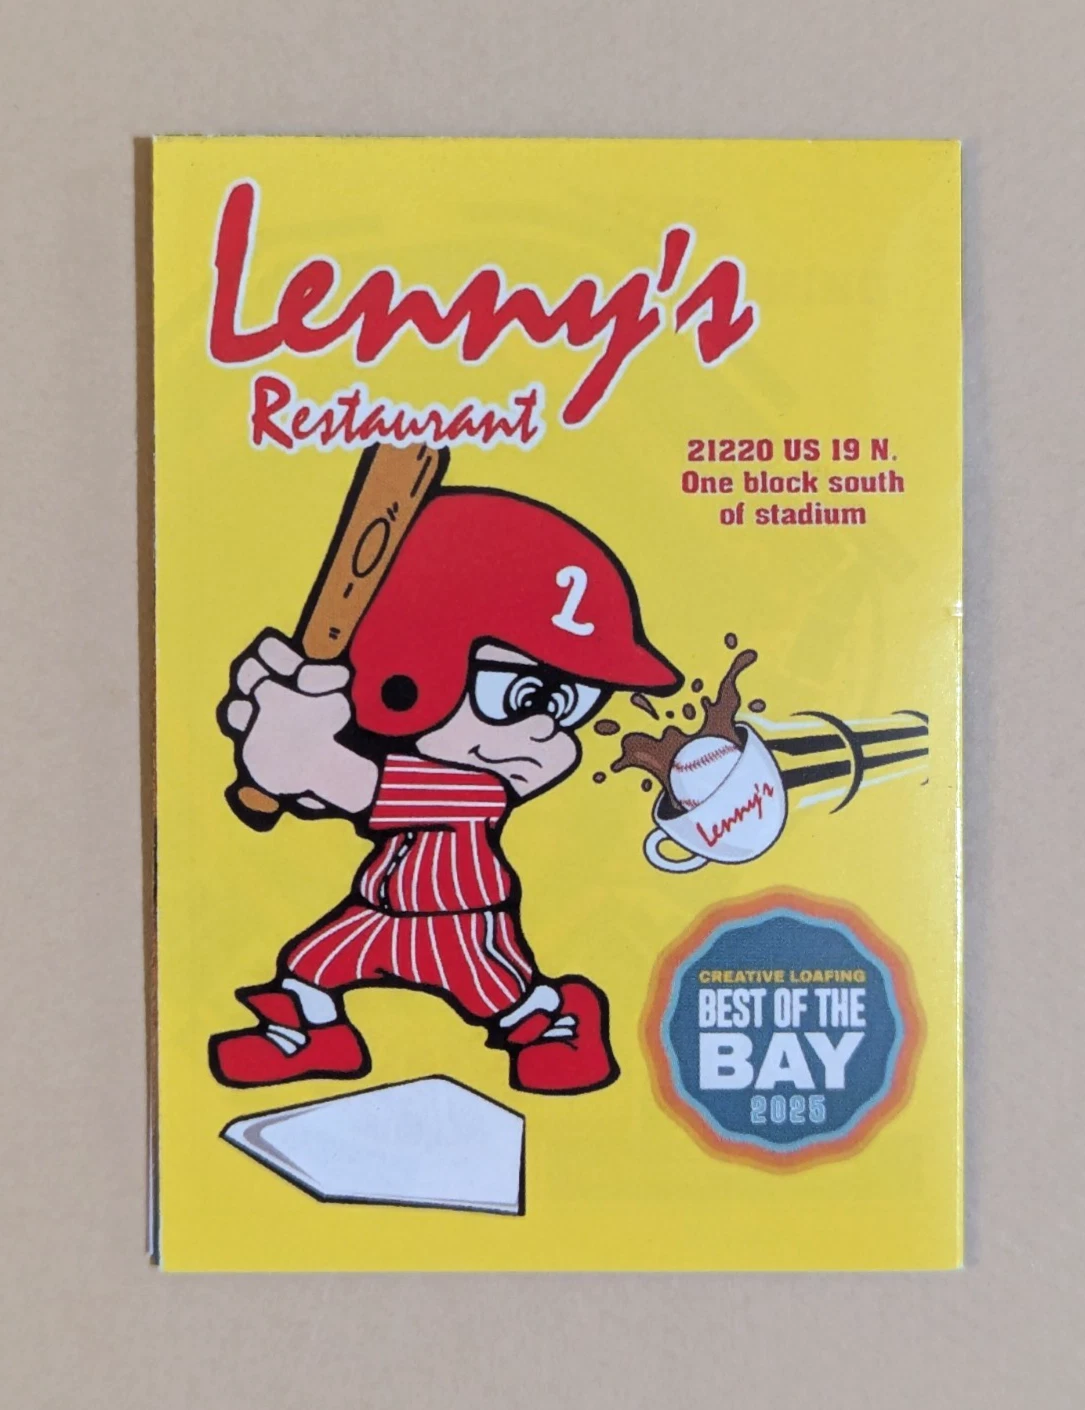 Lenny's
Restaurant
21220 US 19 N.
One block south
of stadium
2
Lenny's
CREATIVE LOAFING
BEST OF THE
BAY
2025